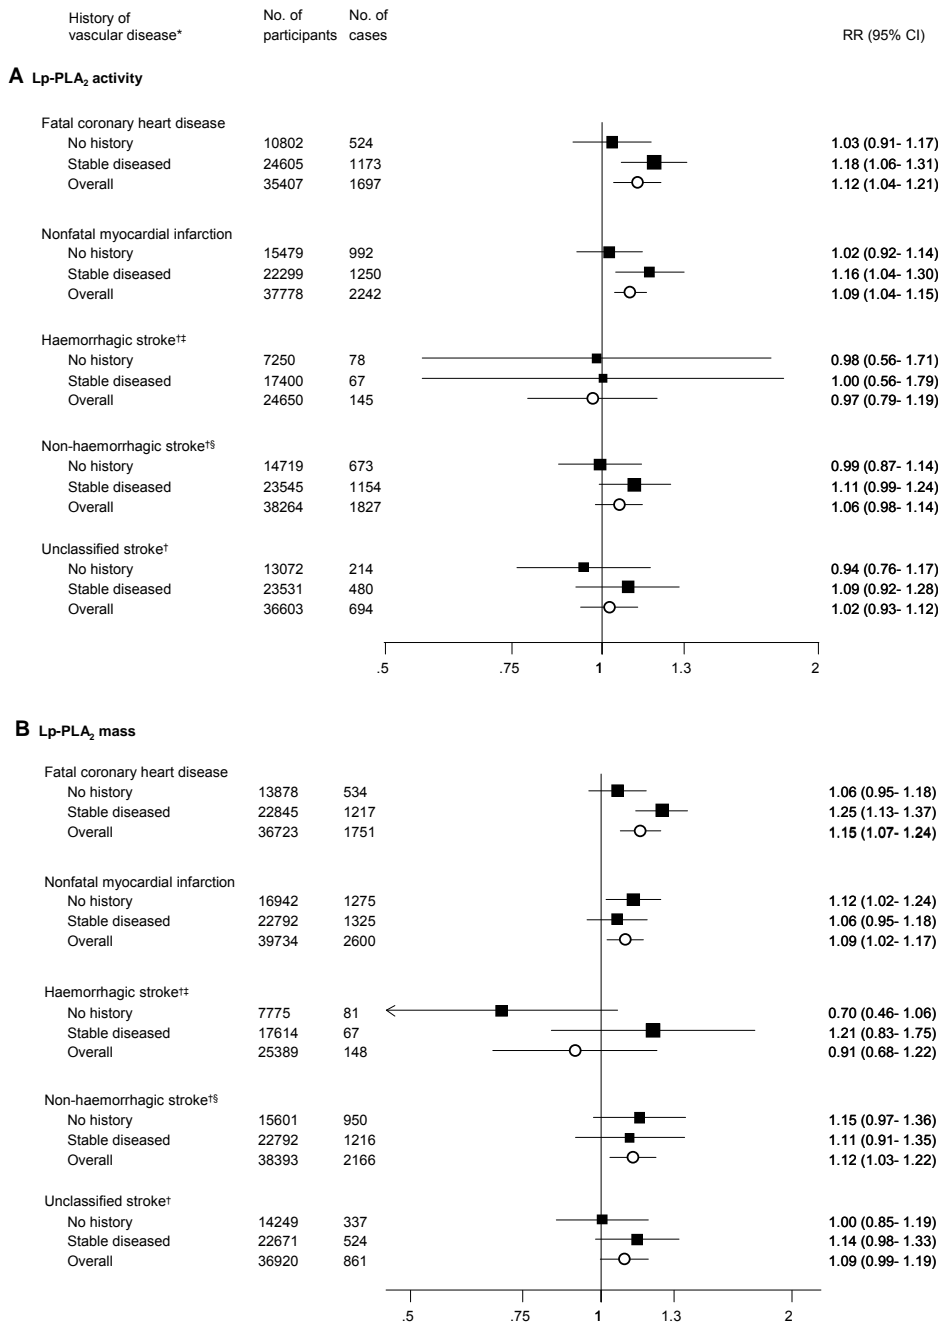 History of vascular disease* No. of participants No. of cases RR (95% CI)
A Lp-PLA₂ activity
Fatal coronary heart disease
No history 10802 524 1.03 (0.91- 1.17)
Stable diseased 24605 1173 1.18 (1.06- 1.31)
Overall 35407 1697 1.12 (1.04- 1.21)
Nonfatal myocardial infarction
No history 15479 992 1.02 (0.92- 1.14)
Stable diseased 22299 1250 1.16 (1.04- 1.30)
Overall 37778 2242 1.09 (1.04- 1.15)
Haemorrhagic stroke†‡
No history 7250 78 0.98 (0.56- 1.71)
Stable diseased 17400 67 1.00 (0.56- 1.79)
Overall 24650 145 0.97 (0.79- 1.19)
Non-haemorrhagic stroke†§
No history 14719 673 0.99 (0.87- 1.14)
Stable diseased 23545 1154 1.11 (0.99- 1.24)
Overall 38264 1827 1.06 (0.98- 1.14)
Unclassified stroke†
No history 13072 214 0.94 (0.76- 1.17)
Stable diseased 23531 480 1.09 (0.92- 1.28)
Overall 36603 694 1.02 (0.93- 1.12)
.5 .75 1 1.3 2
B Lp-PLA₂ mass
Fatal coronary heart disease
No history 13878 534 1.06 (0.95- 1.18)
Stable diseased 22845 1217 1.25 (1.13- 1.37)
Overall 36723 1751 1.15 (1.07- 1.24)
Nonfatal myocardial infarction
No history 16942 1275 1.12 (1.02- 1.24)
Stable diseased 22792 1325 1.06 (0.95- 1.18)
Overall 39734 2600 1.09 (1.02- 1.17)
Haemorrhagic stroke†‡
No history 7775 81 0.70 (0.46- 1.06)
Stable diseased 17614 67 1.21 (0.83- 1.75)
Overall 25389 148 0.91 (0.68- 1.22)
Non-haemorrhagic stroke†§
No history 15601 950 1.15 (0.97- 1.36)
Stable diseased 22792 1216 1.11 (0.91- 1.35)
Overall 38393 2166 1.12 (1.03- 1.22)
Unclassified stroke†
No history 14249 337 1.00 (0.85- 1.19)
Stable diseased 22671 524 1.14 (0.98- 1.33)
Overall 36920 861 1.09 (0.99- 1.19)
.5 .75 1 1.3 2